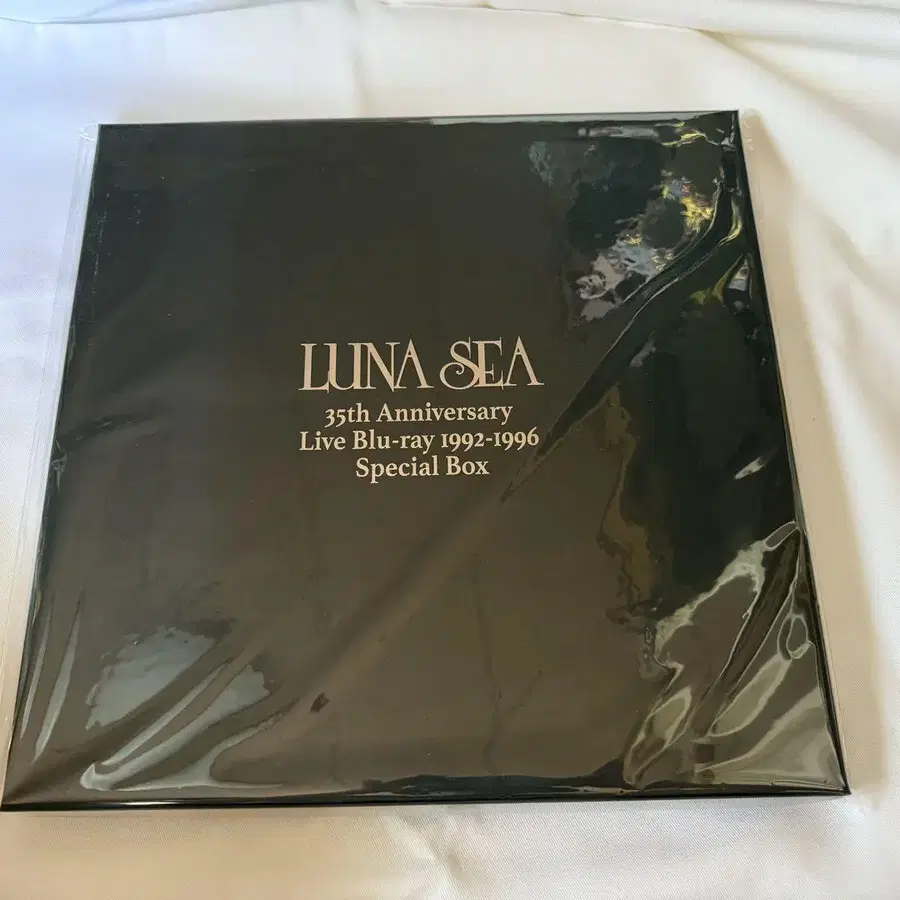 LUNA SEA
35th Anniversary
Live Blu-ray 1992-1996
Special Box